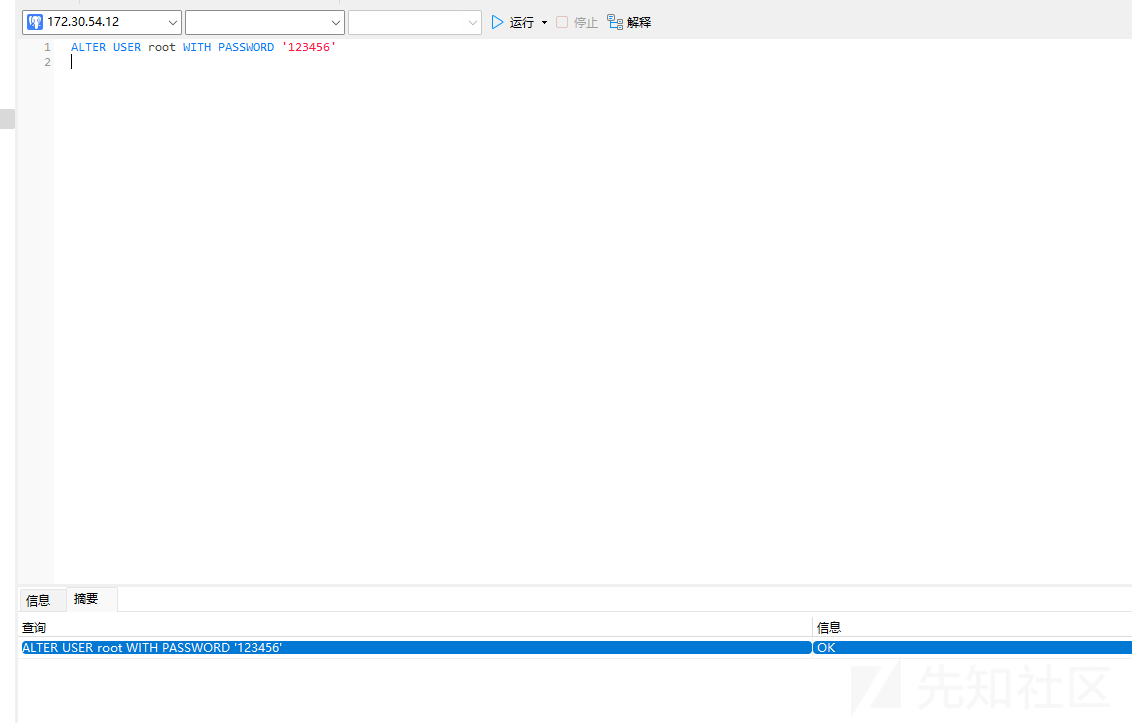 172.30.54.12 运行 停止 解释
1 ALTER USER root WITH PASSWORD '123456'
2
信息 摘要
查询 信息
ALTER USER root WITH PASSWORD '123456' OK
先知社区